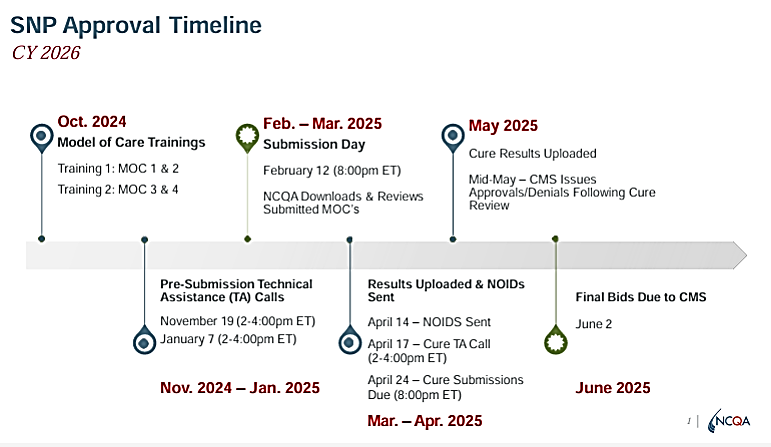 SNP Approval Timeline
CY 2026
Oct. 2024
Model of Care Trainings
Training 1: MOC 1 & 2
Training 2: MOC 3 & 4
Feb. – Mar. 2025
Submission Day
February 12 (8:00pm ET)
NCQA Downloads & Reviews
Submitted MOC's
May 2025
Cure Results Uploaded
Mid-May – CMS Issues
Approvals/Denials Following Cure
Review
Pre-Submission Technical
Assistance (TA) Calls
November 19 (2-4:00pm ET)
January 7 (2-4:00pm ET)
Nov. 2024 – Jan. 2025
Results Uploaded & NOIDs
Sent
April 14 – NOIDS Sent
April 17 – Cure TA Call
(2-4:00pm ET)
April 24 – Cure Submissions
Due (8:00pm ET)
Mar. – Apr. 2025
Final Bids Due to CMS
June 2
June 2025
1
NCQA